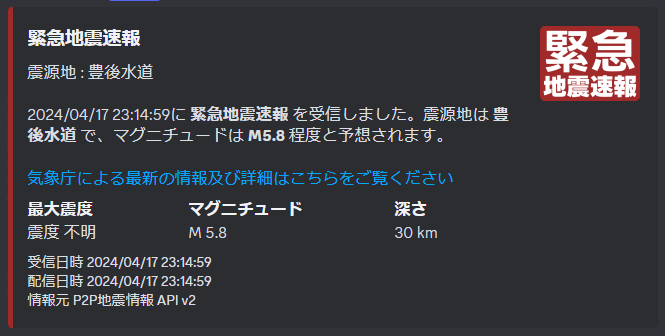 緊急地震速報
震源地 : 豊後水道
緊急
地震速報
2024/04/17 23:14:59に 緊急地震速報 を受信しました。震源地は 豊
後水道 で、マグニチュードは M5.8 程度と予想されます。
気象庁による最新の情報及び詳細はこちらをご覧ください
最大震度 マグニチュード 深さ
震度 不明 M 5.8 30 km
受信日時 2024/04/17 23:14:59
配信日時 2024/04/17 23:14:59
情報元 P2P地震情報 API v2